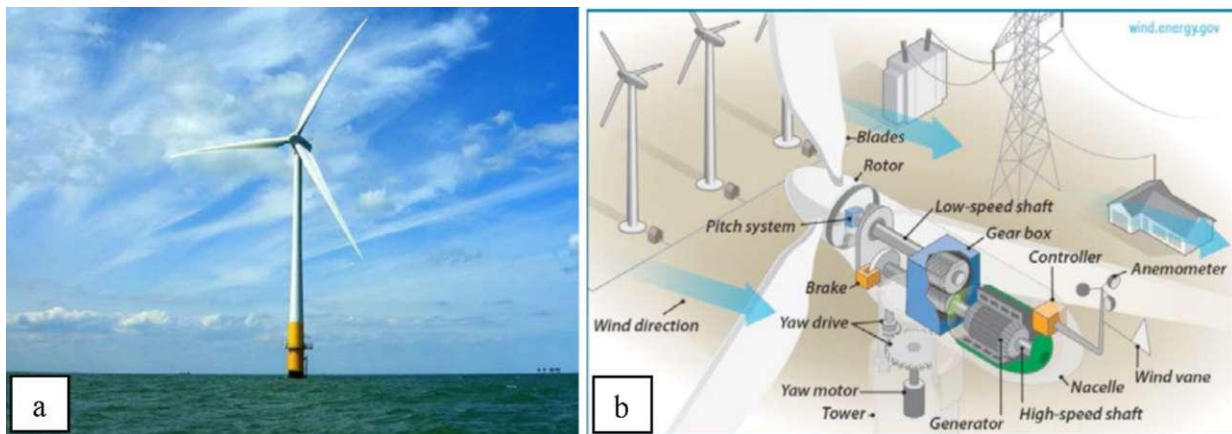 a
wind.energy.gov
Blades
Rotor
Low-speed shaft
Pitch system
Gear box
Controller
Anemometer
Brake
Yaw drive
Wind direction
Wind vane
Yaw motor
Nacelle
Tower
Generator
High-speed shaft
b